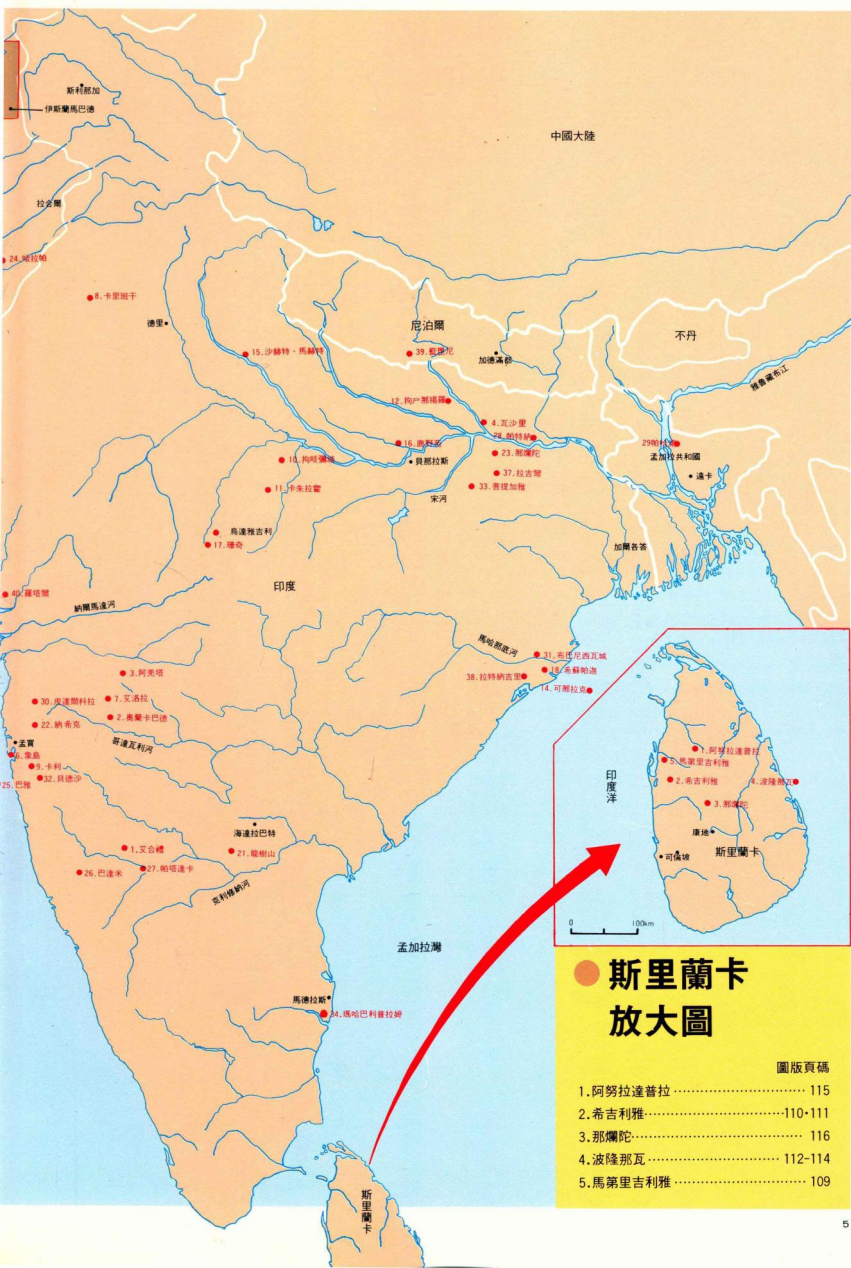 斯利那加
伊斯蘭馬巴德
中國大陸
拉合爾
24.哈拉帕
8.卡里班干
德里
尼泊爾
不丹
15.沙赫特·馬赫特
39.藍毘尼
加德滿都
雅魯藏布江
12.拘尸那揭羅
4.瓦沙里
28.帕特納
16.鹿野苑
孟加拉共和國
23.那爛陀
10.拘睒彌城
貝那拉斯
37.拉吉爾
達卡
11.卡朱拉霍
33.菩提加雅
宋河
烏達雅吉利
17.珊奇
加爾各答
印度
40.羅塔爾
納爾馬達河
馬哈那底河
31.布巴尼西瓦城
3.阿羌塔
18.希蘇帕迦
38.拉特納吉里
14.可那拉克
30.皮達爾科拉
7.艾洛拉
2.奧蘭卡巴德
22.納希克
孟買
哥達瓦利河
6.象島
9.卡利
25.巴雅
32.貝德沙
1.阿努拉達普拉
5.馬第里吉利雅
印度洋
2.希吉利雅
4.波隆那瓦
3.那爛陀
康地
可倫坡
斯里蘭卡
海達拉巴特
1.艾合禮
21.龍樹山
27.帕塔達卡
26.巴達米
克利修納河
0 100km
孟加拉灣
馬德拉斯
34.瑪哈巴利普拉姆
斯里蘭卡
斯里蘭卡
放大圖
圖版頁碼
1.阿努拉達普拉……………………115
2.希吉利雅……………………110·111
3.那爛陀……………………116
4.波隆那瓦……………………112-114
5.馬第里吉利雅……………………109
5